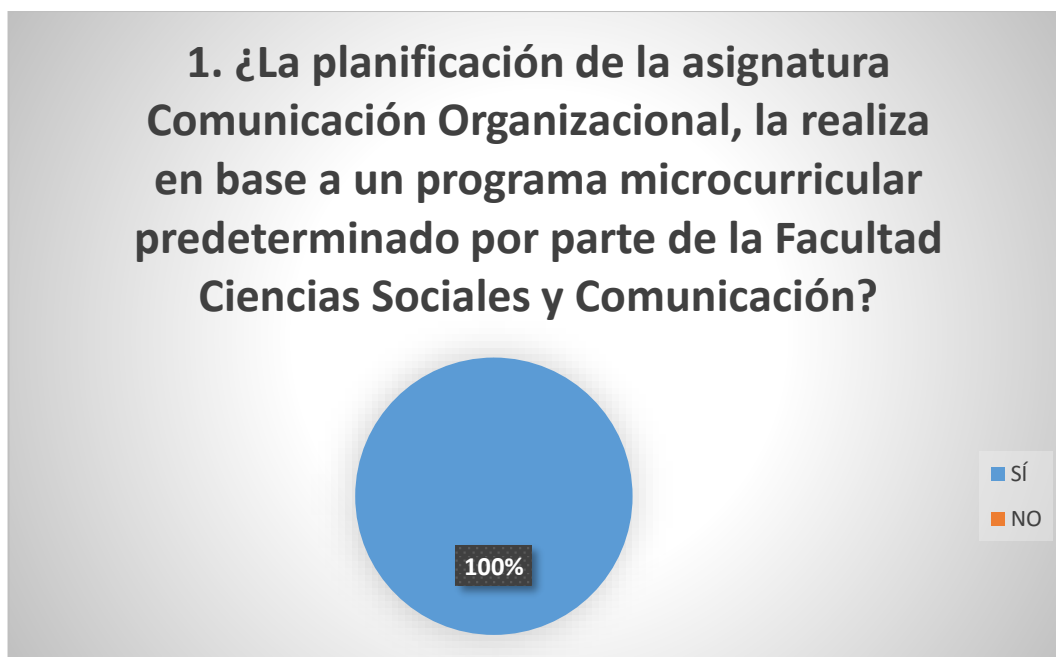 1. ¿La planificación de la asignatura
Comunicación Organizacional, la realiza
en base a un programa microcurricular
predeterminado por parte de la Facultad
Ciencias Sociales y Comunicación?
SÍ
NO
100%